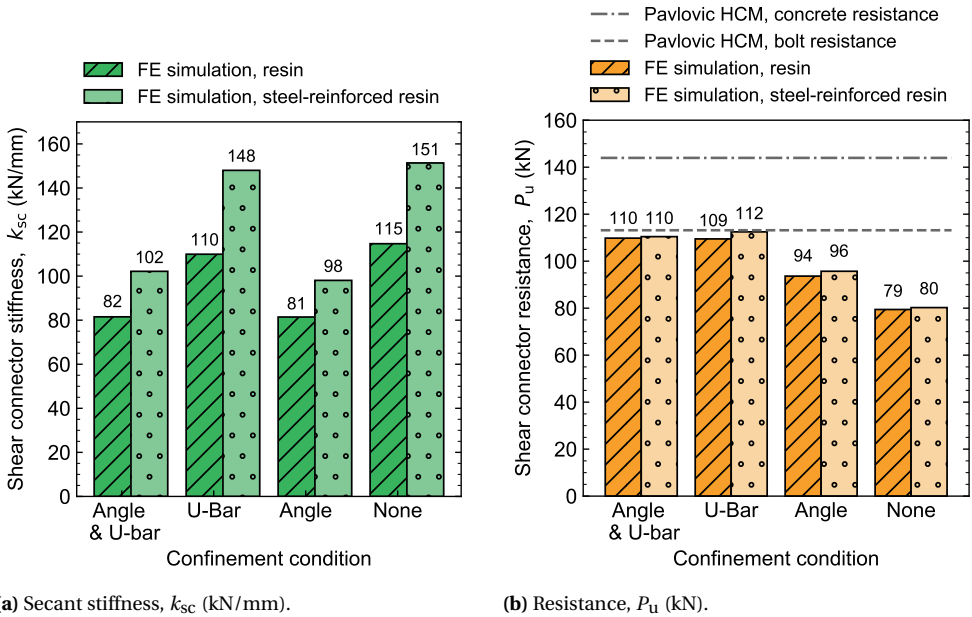 FE simulation, resin
FE simulation, steel-reinforced resin
Shear connector stiffness, ksc (kN/mm)
160
140
120
100
80
60
40
20
0
82
102
110
148
81
98
115
151
Angle
& U-bar
U-Bar
Angle
None
Confinement condition
(a) Secant stiffness, ksc (kN/mm).
Pavlovic HCM, concrete resistance
Pavlovic HCM, bolt resistance
FE simulation, resin
FE simulation, steel-reinforced resin
Shear connector resistance, Pu (kN)
160
140
120
100
80
60
40
20
0
110
110
109
112
94
96
79
80
Angle
& U-bar
U-Bar
Angle
None
Confinement condition
(b) Resistance, Pu (kN).